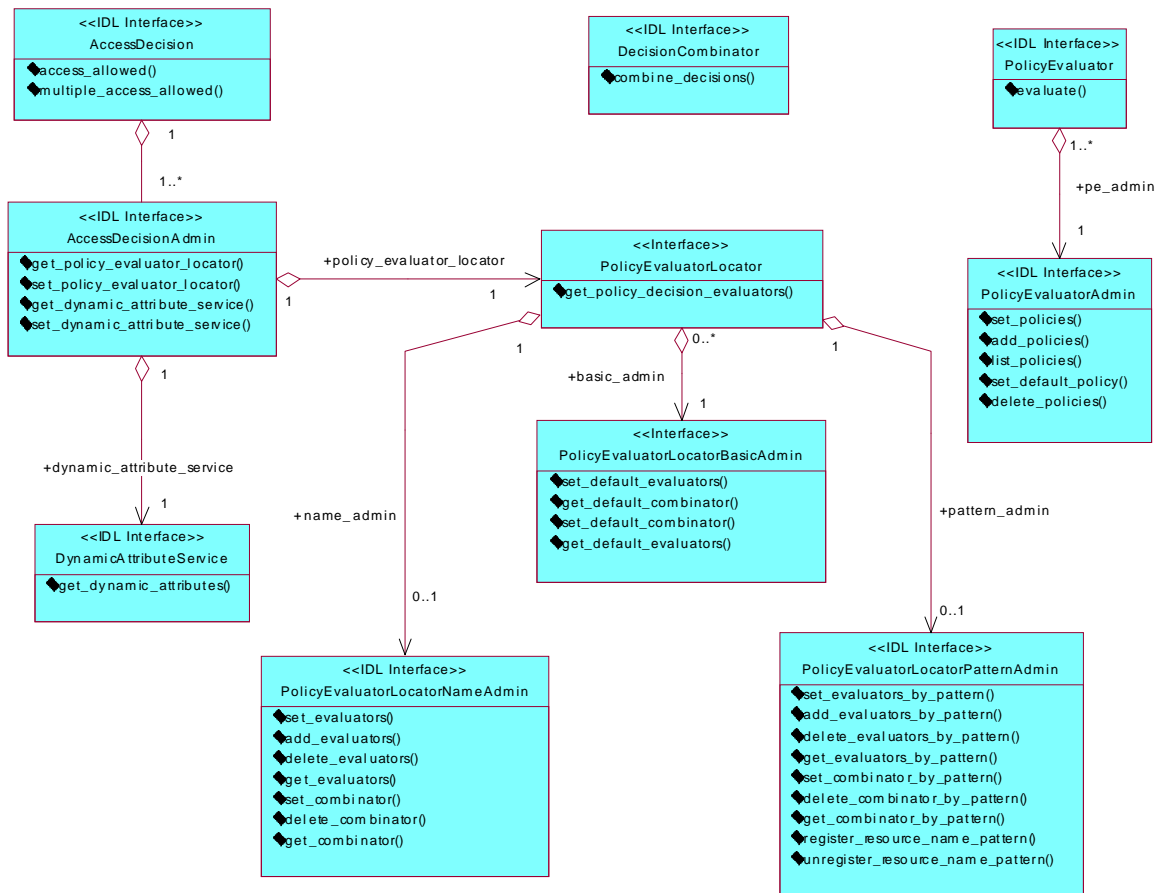 <<IDL Interface>>
AccessDecision
access_allowed()
multiple_access_allowed()
<<IDL Interface>>
DecisionCombinator
combine_decisions()
<<IDL Interface>>
PolicyEvaluator
evaluate()
1
1..*
1..*
+pe_admin
1
<<IDL Interface>>
AccessDecisionAdmin
get_policy_evaluator_locator()
set_policy_evaluator_locator()
get_dynamic_attribute_service()
set_dynamic_attribute_service()
1
+policy_evaluator_locator
1
<<Interface>>
PolicyEvaluatorLocator
get_policy_decision_evaluators()
<<IDL Interface>>
PolicyEvaluatorAdmin
set_policies()
add_policies()
list_policies()
set_default_policy()
delete_policies()
1
+dynamic_attribute_service
1
1
0..*
1
+basic_admin
1
<<Interface>>
PolicyEvaluatorLocatorBasicAdmin
set_default_evaluators()
get_default_combinator()
set_default_combinator()
get_default_evaluators()
<<IDL Interface>>
DynamicAttributeService
get_dynamic_attributes()
+name_admin
0..1
+pattern_admin
0..1
<<IDL Interface>>
PolicyEvaluatorLocatorNameAdmin
set_evaluators()
add_evaluators()
delete_evaluators()
get_evaluators()
set_combinator()
delete_combinator()
get_combinator()
<<IDL Interface>>
PolicyEvaluatorLocatorPatternAdmin
set_evaluators_by_pattern()
add_evaluators_by_pattern()
delete_evaluators_by_pattern()
get_evaluators_by_pattern()
set_combinator_by_pattern()
delete_combinator_by_pattern()
get_combinator_by_pattern()
register_resource_name_pattern()
unregister_resource_name_pattern()